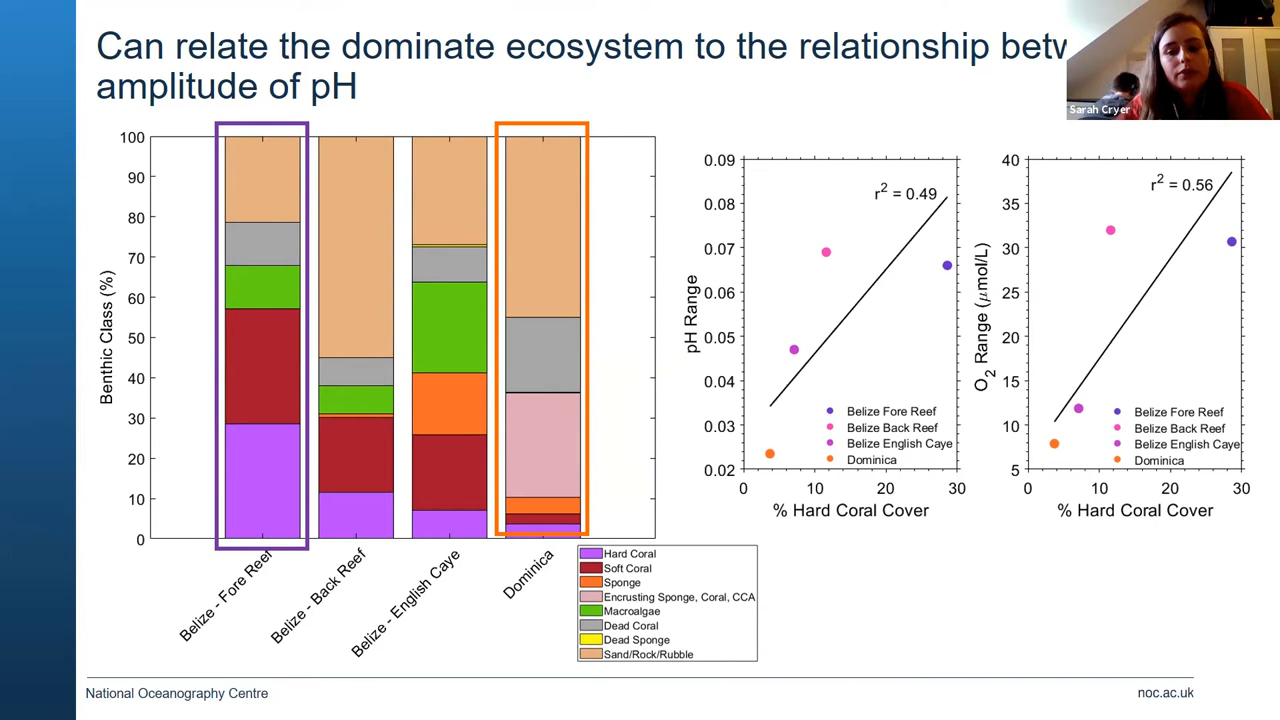 Can relate the dominate ecosystem to the relationship betw
amplitude of pH
Sarah Cryer
Benthic Class (%)
100
90
80
70
60
50
40
30
20
10
0
Belize - Fore Reef
Belize - Back Reef
Belize - English Caye
Dominica
Hard Coral
Soft Coral
Sponge
Encrusting Sponge, Coral, CCA
Macroalgae
Dead Coral
Dead Sponge
Sand/Rock/Rubble
pH Range
0.09
0.08
0.07
0.06
0.05
0.04
0.03
0.02
r² = 0.49
Belize Fore Reef
Belize Back Reef
Belize English Caye
Dominica
0 10 20 30
% Hard Coral Cover
O₂ Range (μmol/L)
40
35
30
25
20
15
10
5
r² = 0.56
Belize Fore Reef
Belize Back Reef
Belize English Caye
Dominica
0 10 20 30
% Hard Coral Cover
National Oceanography Centre
noc.ac.uk